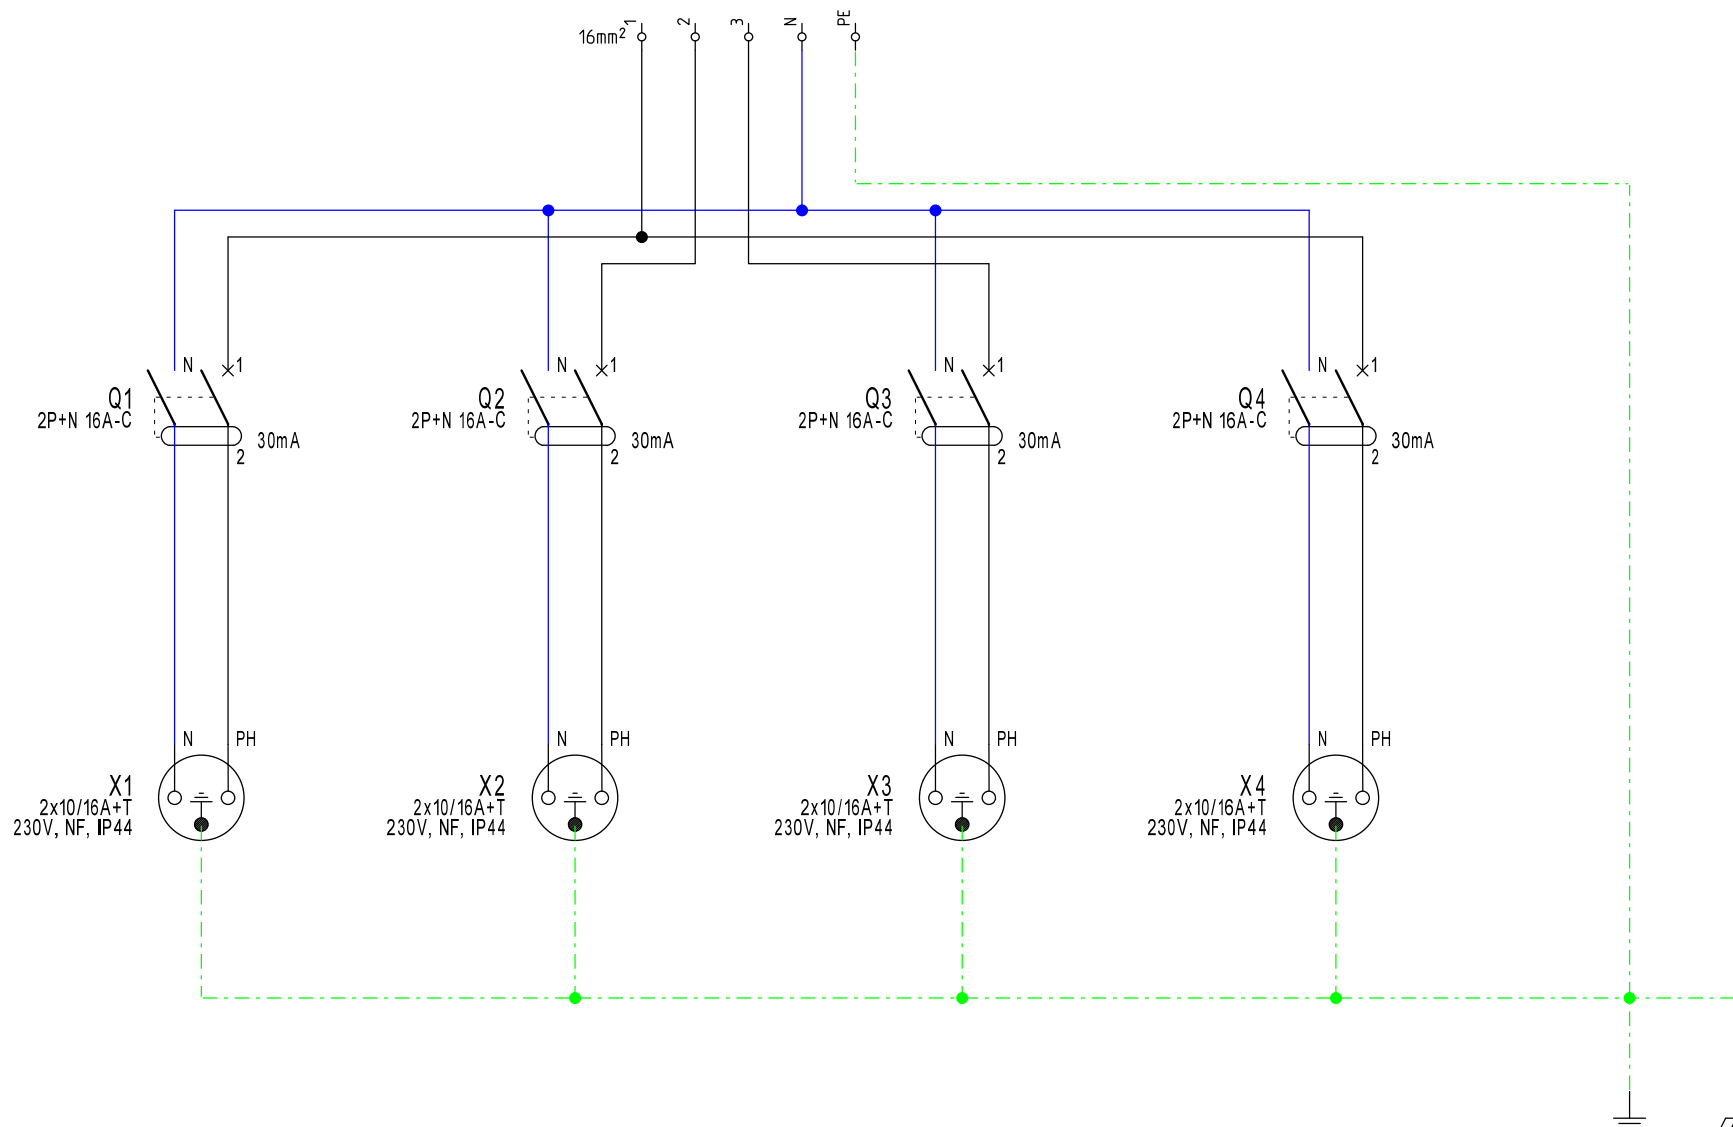 16mm² 1 2 3 N PE
N 1 N 1 N 1 N 1
Q1 Q2 Q3 Q4
2P+N 16A-C 2P+N 16A-C 2P+N 16A-C 2P+N 16A-C
30mA 30mA 30mA 30mA
2 2 2 2
N PH N PH N PH N PH
X1 X2 X3 X4
2x10/16A+T 2x10/16A+T 2x10/16A+T 2x10/16A+T
230V, NF, IP44 230V, NF, IP44 230V, NF, IP44 230V, NF, IP44